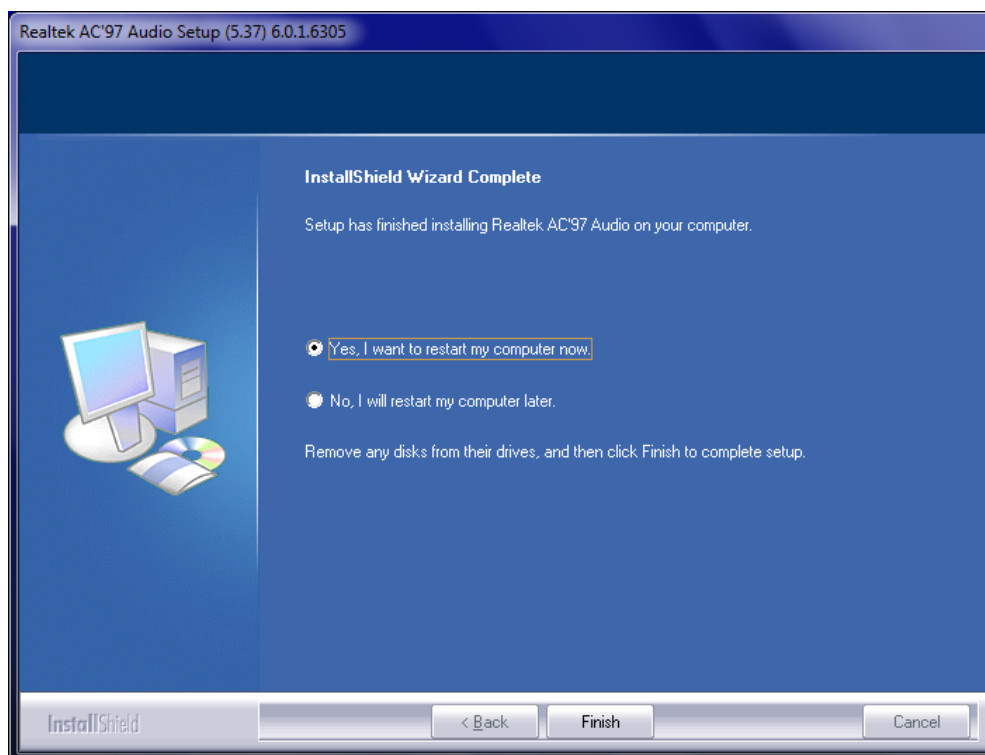 Realtek AC'97 Audio Setup (5.37) 6.0.1.6305
InstallShield Wizard Complete
Setup has finished installing Realtek AC'97 Audio on your computer.
Yes, I want to restart my computer now.
No, I will restart my computer later.
Remove any disks from their drives, and then click Finish to complete setup.
InstallShield
< Back
Finish
Cancel